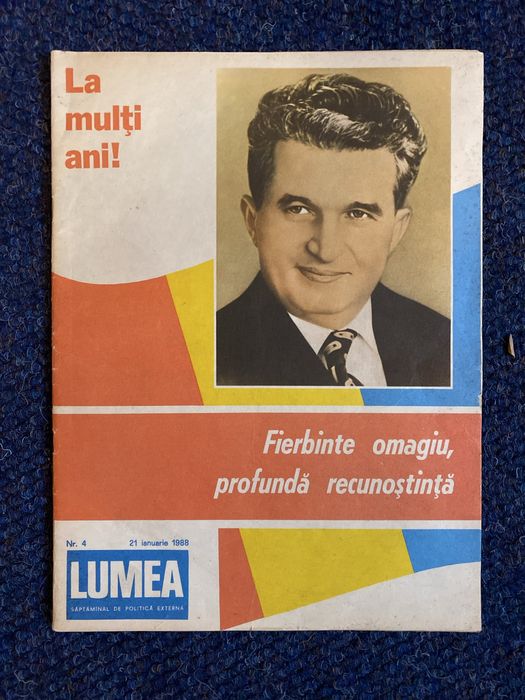 La
mulţi
ani!
Fierbinte omagiu,
profundă recunoştinţă
Nr. 4 21 ianuarie 1988
LUMEA
SĂPTĂMÎNAL DE POLITICĂ EXTERNĂ